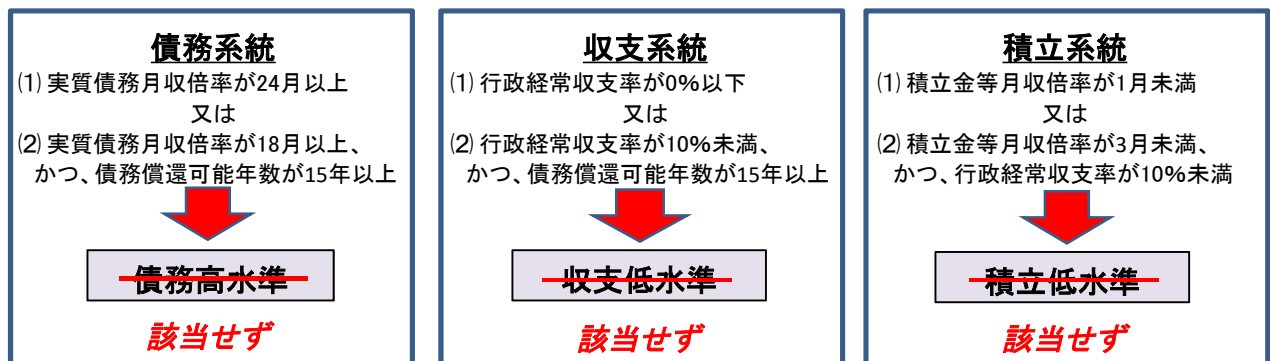 債務系統
⑴ 実質債務月収倍率が24月以上
又は
⑵ 実質債務月収倍率が18月以上、
かつ、債務償還可能年数が15年以上
債務高水準
該当せず
収支系統
⑴ 行政経常収支率が0%以下
又は
⑵ 行政経常収支率が10%未満、
かつ、債務償還可能年数が15年以上
収支低水準
該当せず
積立系統
⑴ 積立金等月収倍率が1月未満
又は
⑵ 積立金等月収倍率が3月未満、
かつ、行政経常収支率が10%未満
積立低水準
該当せず